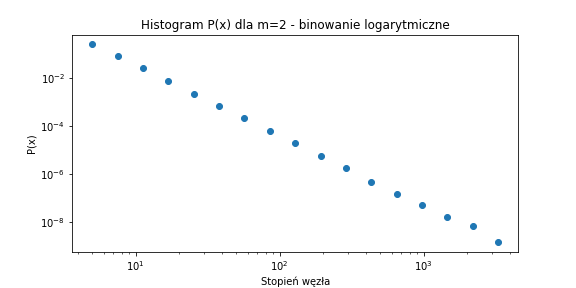 Histogram P(x) dla m=2 - binowanie logarytmiczne
P(x)
10⁻²
10⁻⁴
10⁻⁶
10⁻⁸
10¹
10²
10³
Stopień węzła